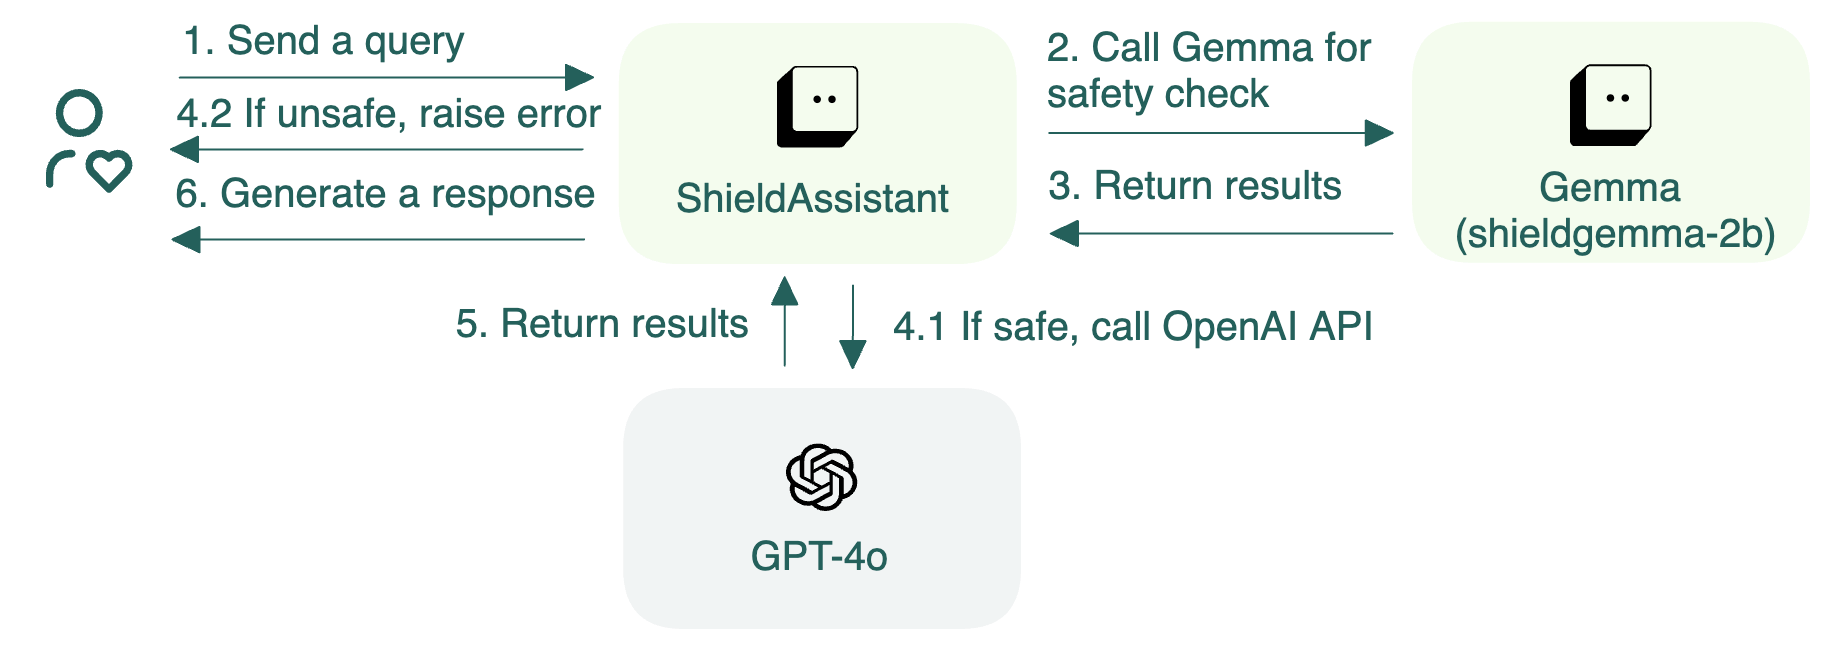 1. Send a query
4.2 If unsafe, raise error
6. Generate a response
ShieldAssistant
2. Call Gemma for
safety check
3. Return results
Gemma
(shieldgemma-2b)
5. Return results
4.1 If safe, call OpenAI API
GPT-4o